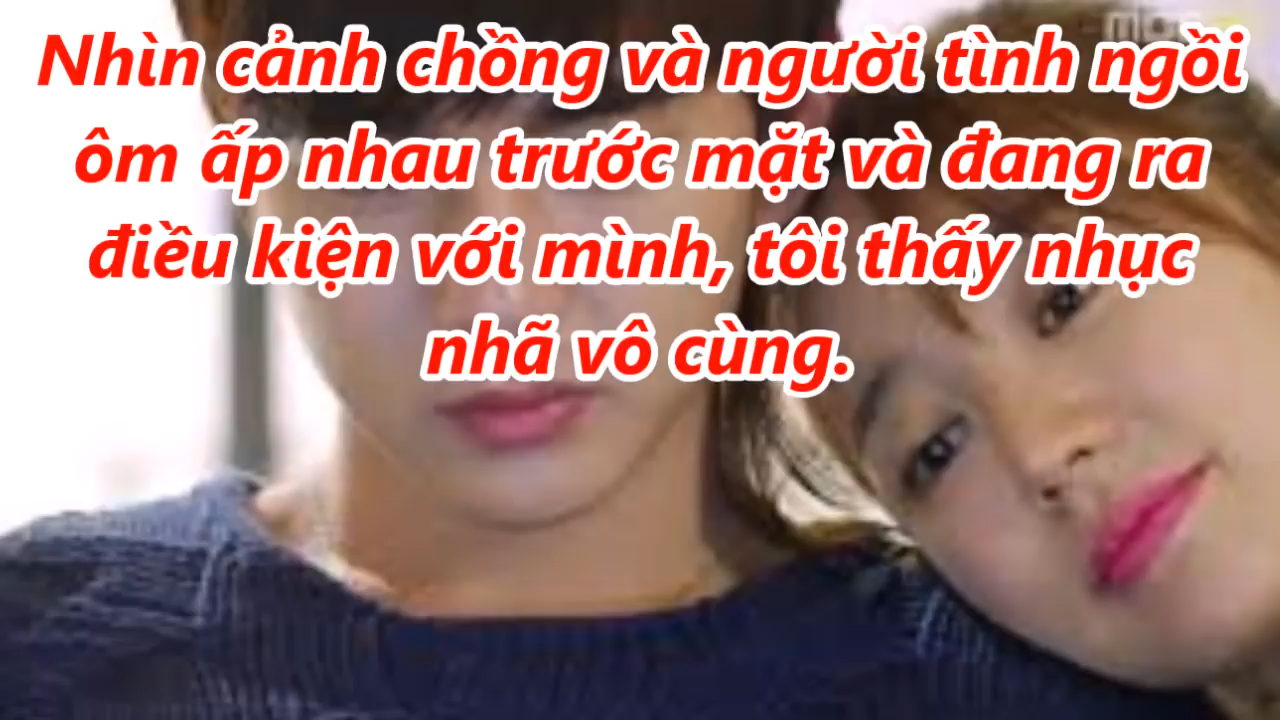 Nhìn cảnh chồng và người tình ngồi
ôm ấp nhau trước mặt và đang ra
điều kiện với mình, tôi thấy nhục
nhã vô cùng.